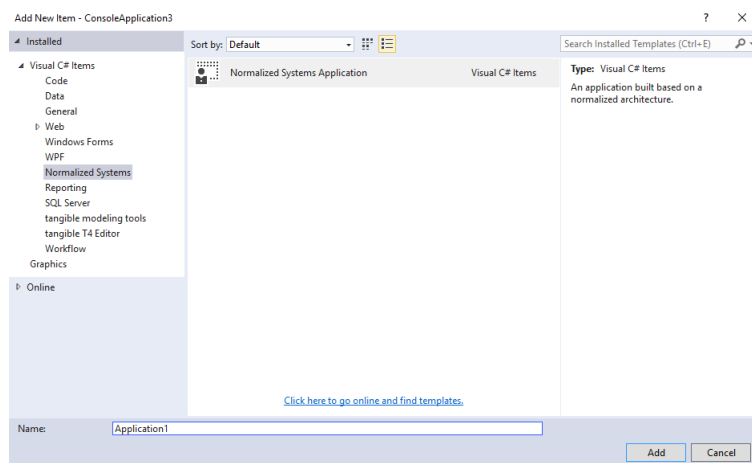 Add New Item - ConsoleApplication3
? X
Installed
Sort by: Default
Search Installed Templates (Ctrl+E)
Visual C# Items
Code
Data
General
Web
Windows Forms
WPF
Normalized Systems
Reporting
SQL Server
tangible modeling tools
tangible T4 Editor
Workflow
Graphics
Online
Normalized Systems Application Visual C# Items
Type: Visual C# Items
An application built based on a
normalized architecture.
Click here to go online and find templates.
Name: Application1
Add Cancel